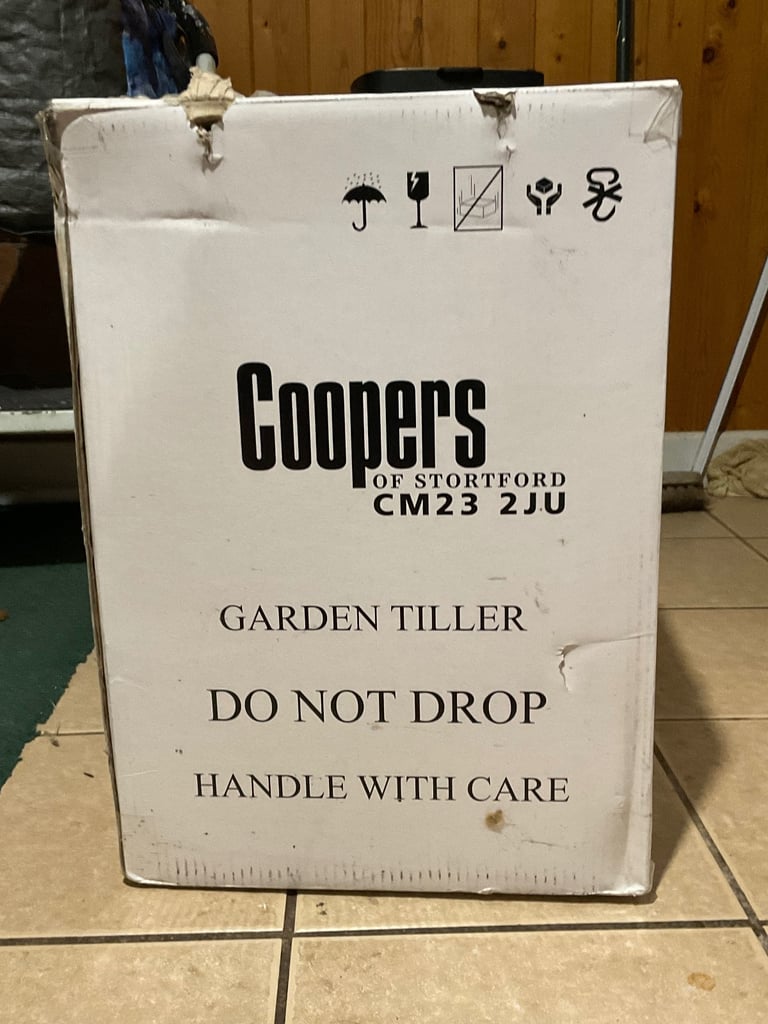 Coopers
OF STORTFORD
CM23 2JU
GARDEN TILLER
DO NOT DROP
HANDLE WITH CARE